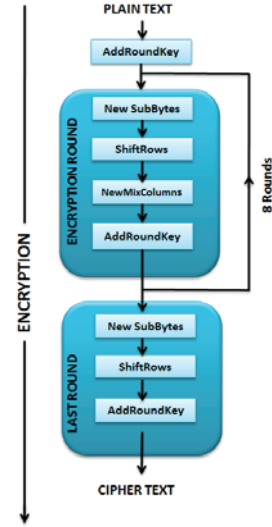 PLAIN TEXT
AddRoundKey
ENCRYPTION ROUND
New SubBytes
ShiftRows
NewMixColumns
AddRoundKey
8 Rounds
ENCRYPTION
LAST ROUND
New SubBytes
ShiftRows
AddRoundKey
CIPHER TEXT